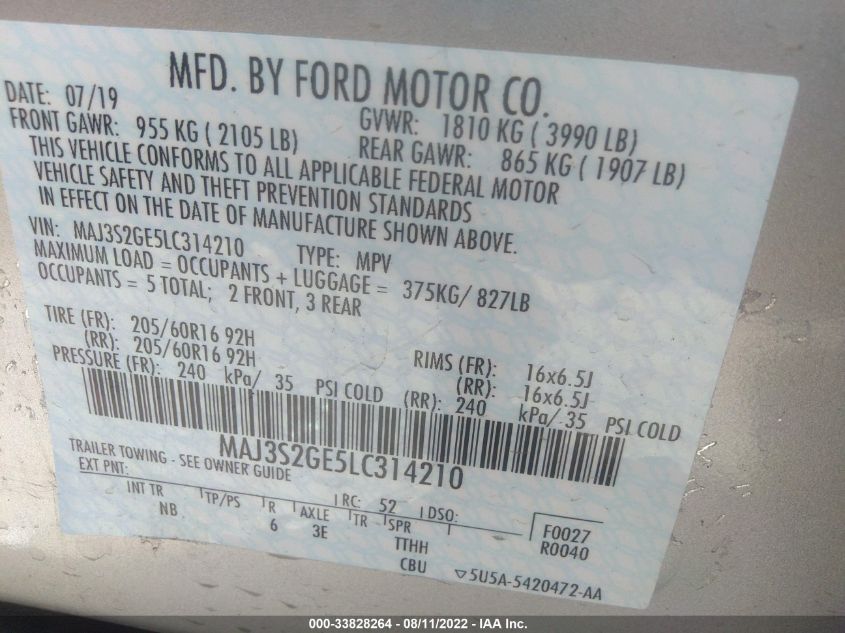 MFD. BY FORD MOTOR CO.
DATE: 07/19 GVWR: 1810 KG ( 3990 LB)
FRONT GAWR: 955 KG ( 2105 LB) REAR GAWR: 865 KG ( 1907 LB)
THIS VEHICLE CONFORMS TO ALL APPLICABLE FEDERAL MOTOR
VEHICLE SAFETY AND THEFT PREVENTION STANDARDS
IN EFFECT ON THE DATE OF MANUFACTURE SHOWN ABOVE.
VIN: MAJ3S2GE5LC314210 TYPE: MPV
MAXIMUM LOAD = OCCUPANTS + LUGGAGE = 375KG/ 827LB
OCCUPANTS = 5 TOTAL; 2 FRONT, 3 REAR
TIRE (FR): 205/60R16 92H RIMS (FR): 16x6.5J
(RR): 205/60R16 92H (RR): 16x6.5J
PRESSURE (FR): 240 kPa/ 35 PSI COLD (RR): 240 kPa/ 35 PSI COLD
MAJ3S2GE5LC314210
TRAILER TOWING - SEE OWNER GUIDE
EXT PNT: RC: 52 DSO:
INT TR TP/PS R AXLE TR SPR F0027
NB 6 3E TTHH R0040
CBU 5U5A-5420472-AA
000-33828264 - 08/11/2022 - IAA Inc.